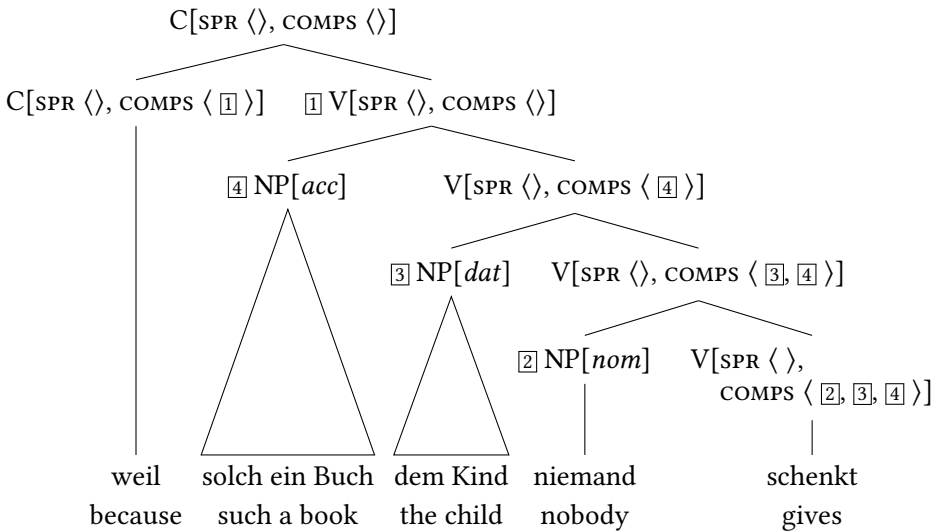 C[SPR ⟨⟩, COMPS ⟨⟩]
C[SPR ⟨⟩, COMPS ⟨ 1 ⟩] 1 V[SPR ⟨⟩, COMPS ⟨⟩]
4 NP[acc] V[SPR ⟨⟩, COMPS ⟨ 4 ⟩]
3 NP[dat] V[SPR ⟨⟩, COMPS ⟨ 3, 4 ⟩]
2 NP[nom] V[SPR ⟨ ⟩,
COMPS ⟨ 2, 3, 4 ⟩]
weil solch ein Buch dem Kind niemand schenkt
because such a book the child nobody gives